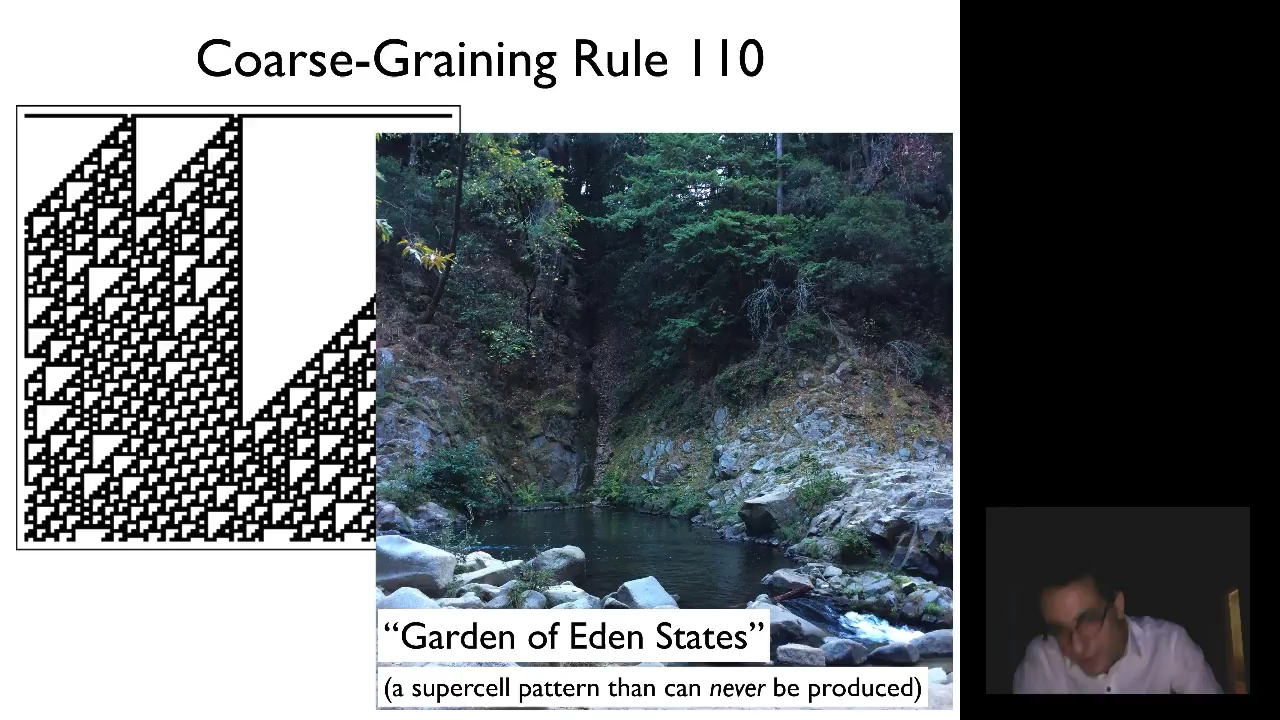 Coarse-Graining Rule 110
“Garden of Eden States”
(a supercell pattern than can never be produced)